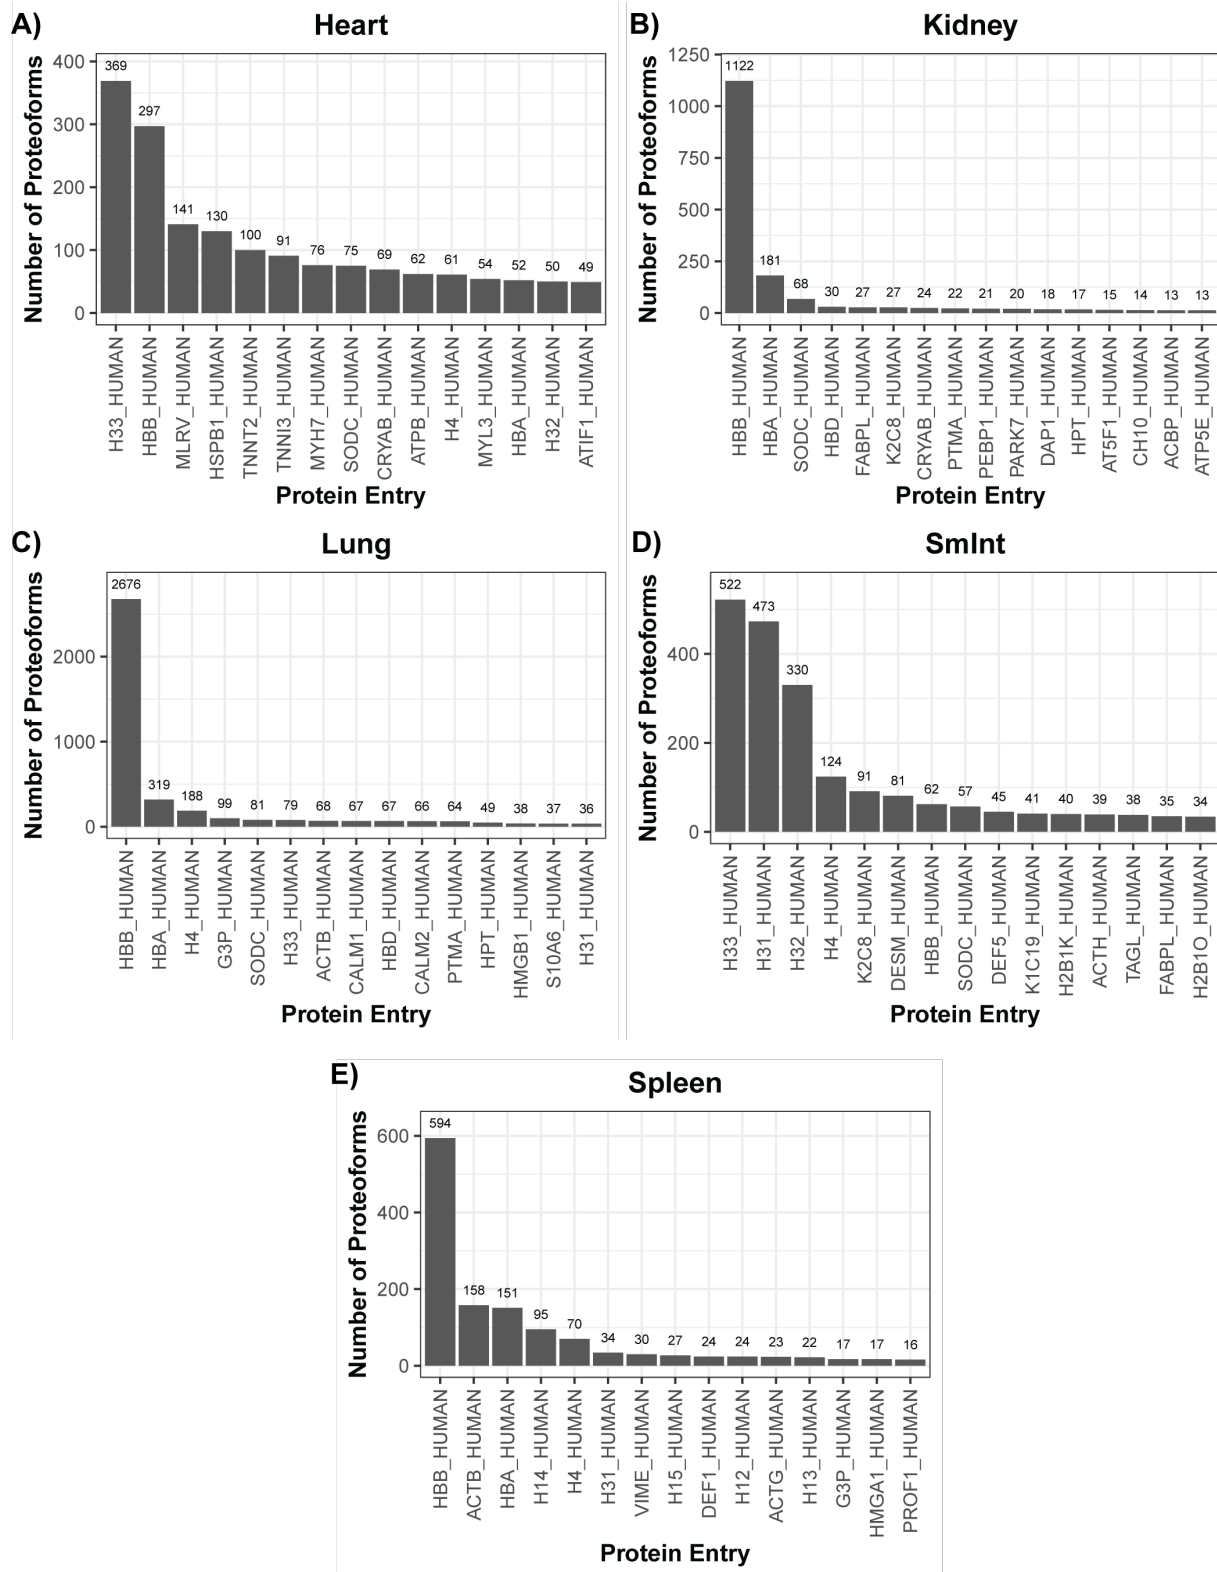 A)
Heart
Number of Proteoforms
400
300
200
100
0
369
297
141
130
100
91
76
75
69
62
61
54
52
50
49
H33_HUMAN
HBB_HUMAN
MLRV_HUMAN
HSPB1_HUMAN
TNNT2_HUMAN
TNNI3_HUMAN
MYH7_HUMAN
SODC_HUMAN
CRYAB_HUMAN
ATPB_HUMAN
H4_HUMAN
MYL3_HUMAN
HBA_HUMAN
H32_HUMAN
ATIF1_HUMAN
Protein Entry
B)
Kidney
Number of Proteoforms
1250
1000
750
500
250
0
1122
181
68
30
27
27
24
22
21
20
18
17
15
14
13
13
HBB_HUMAN
HBA_HUMAN
SODC_HUMAN
HBD_HUMAN
FABPL_HUMAN
K2C8_HUMAN
CRYAB_HUMAN
PTMA_HUMAN
PEBP1_HUMAN
PARK7_HUMAN
DAP1_HUMAN
HPT_HUMAN
AT5F1_HUMAN
CH10_HUMAN
ACBP_HUMAN
ATP5E_HUMAN
Protein Entry
C)
Lung
Number of Proteoforms
2000
1000
0
2676
319
188
99
81
79
68
67
67
66
64
49
38
37
36
HBB_HUMAN
HBA_HUMAN
H4_HUMAN
G3P_HUMAN
SODC_HUMAN
H33_HUMAN
ACTB_HUMAN
CALM1_HUMAN
HBD_HUMAN
CALM2_HUMAN
PTMA_HUMAN
HPT_HUMAN
HMGB1_HUMAN
S10A6_HUMAN
H31_HUMAN
Protein Entry
D)
SmInt
Number of Proteoforms
400
200
0
522
473
330
124
91
81
62
57
45
41
40
39
38
35
34
H33_HUMAN
H31_HUMAN
H32_HUMAN
H4_HUMAN
K2C8_HUMAN
DESM_HUMAN
HBB_HUMAN
SODC_HUMAN
DEF5_HUMAN
K1C19_HUMAN
H2B1K_HUMAN
ACTH_HUMAN
TAGL_HUMAN
FABPL_HUMAN
H2B1O_HUMAN
Protein Entry
E)
Spleen
Number of Proteoforms
600
400
200
0
594
158
151
95
70
34
30
27
24
24
23
22
17
17
16
HBB_HUMAN
ACTB_HUMAN
HBA_HUMAN
H14_HUMAN
H4_HUMAN
H31_HUMAN
VIME_HUMAN
H15_HUMAN
DEF1_HUMAN
H12_HUMAN
ACTG_HUMAN
H13_HUMAN
G3P_HUMAN
HMGA1_HUMAN
PROF1_HUMAN
Protein Entry